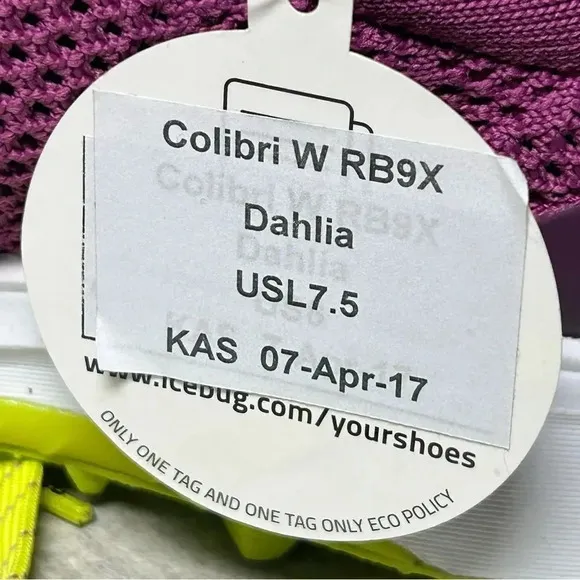 Colibri W RB9X
Dahlia
USL7.5
KAS 07-Apr-17
www.icebug.com/yourshoes
ONLY ONE TAG AND ONE TAG ONLY ECO POLICY